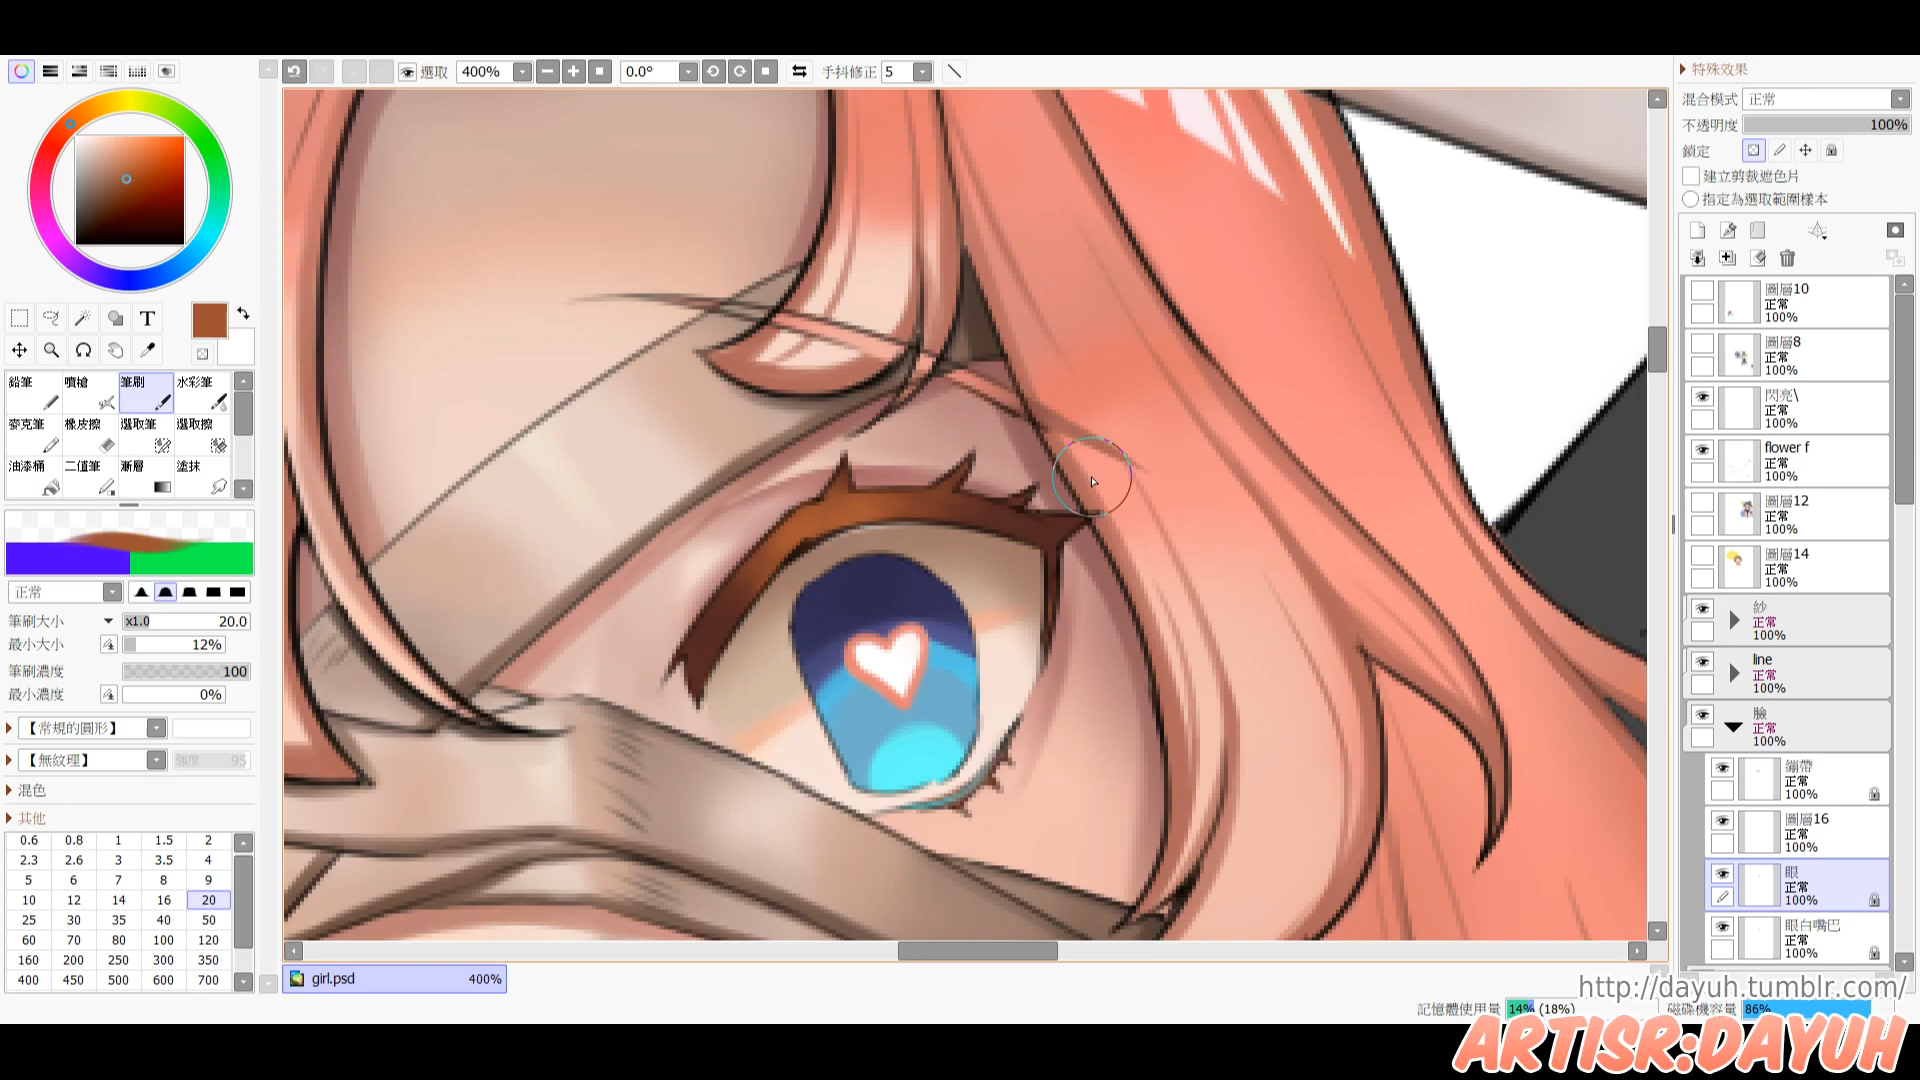 選取 400% 0.0° 手抖修正 5
特殊效果
混合模式 正常
不透明度 100%
鎖定
建立剪裁遮色片
指定為選取範圍樣本
T
鉛筆 噴槍 筆刷 水彩筆
麥克筆 橡皮擦 選取筆 選取擦
油漆桶 二值筆 漸層 塗抹
正常
筆刷大小 x1.0 20.0
最小大小 12%
筆刷濃度 100
最小濃度 0%
【常規的圓形】
【無紋理】 強度 95
混色
其他
0.6 0.8 1 1.5 2
2.3 2.6 3 3.5 4
5 6 7 8 9
10 12 14 16 20
25 30 35 40 50
60 70 80 100 120
160 200 250 300 350
400 450 500 600 700
圖層10
正常
100%
圖層8
正常
100%
閃亮\
正常
100%
flower f
正常
100%
圖層12
正常
100%
圖層14
正常
100%
紗
正常
100%
line
正常
100%
臉
正常
100%
繃帶
正常
100%
圖層16
正常
100%
眼
正常
100%
眼白嘴巴
正常
100%
girl.psd 400%
http://dayuh.tumblr.com/
記憶體使用量 14% (18%) 磁碟機容量 86%
ARTISR:DAYUH